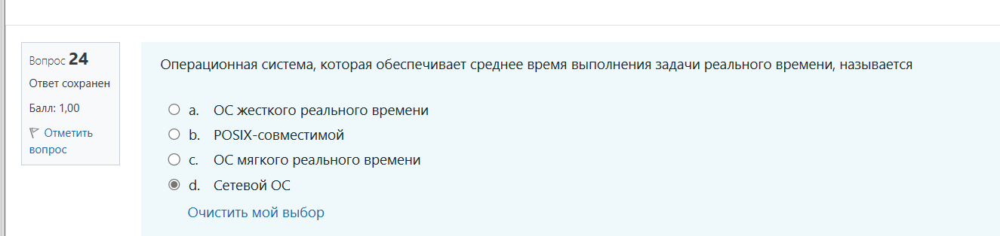 Вопрос 24
Ответ сохранен
Балл: 1,00
Отметить
вопрос
Операционная система, которая обеспечивает среднее время выполнения задачи реального времени, называется
a. ОС жесткого реального времени
b. POSIX-совместимой
c. ОС мягкого реального времени
d. Сетевой ОС
Очистить мой выбор